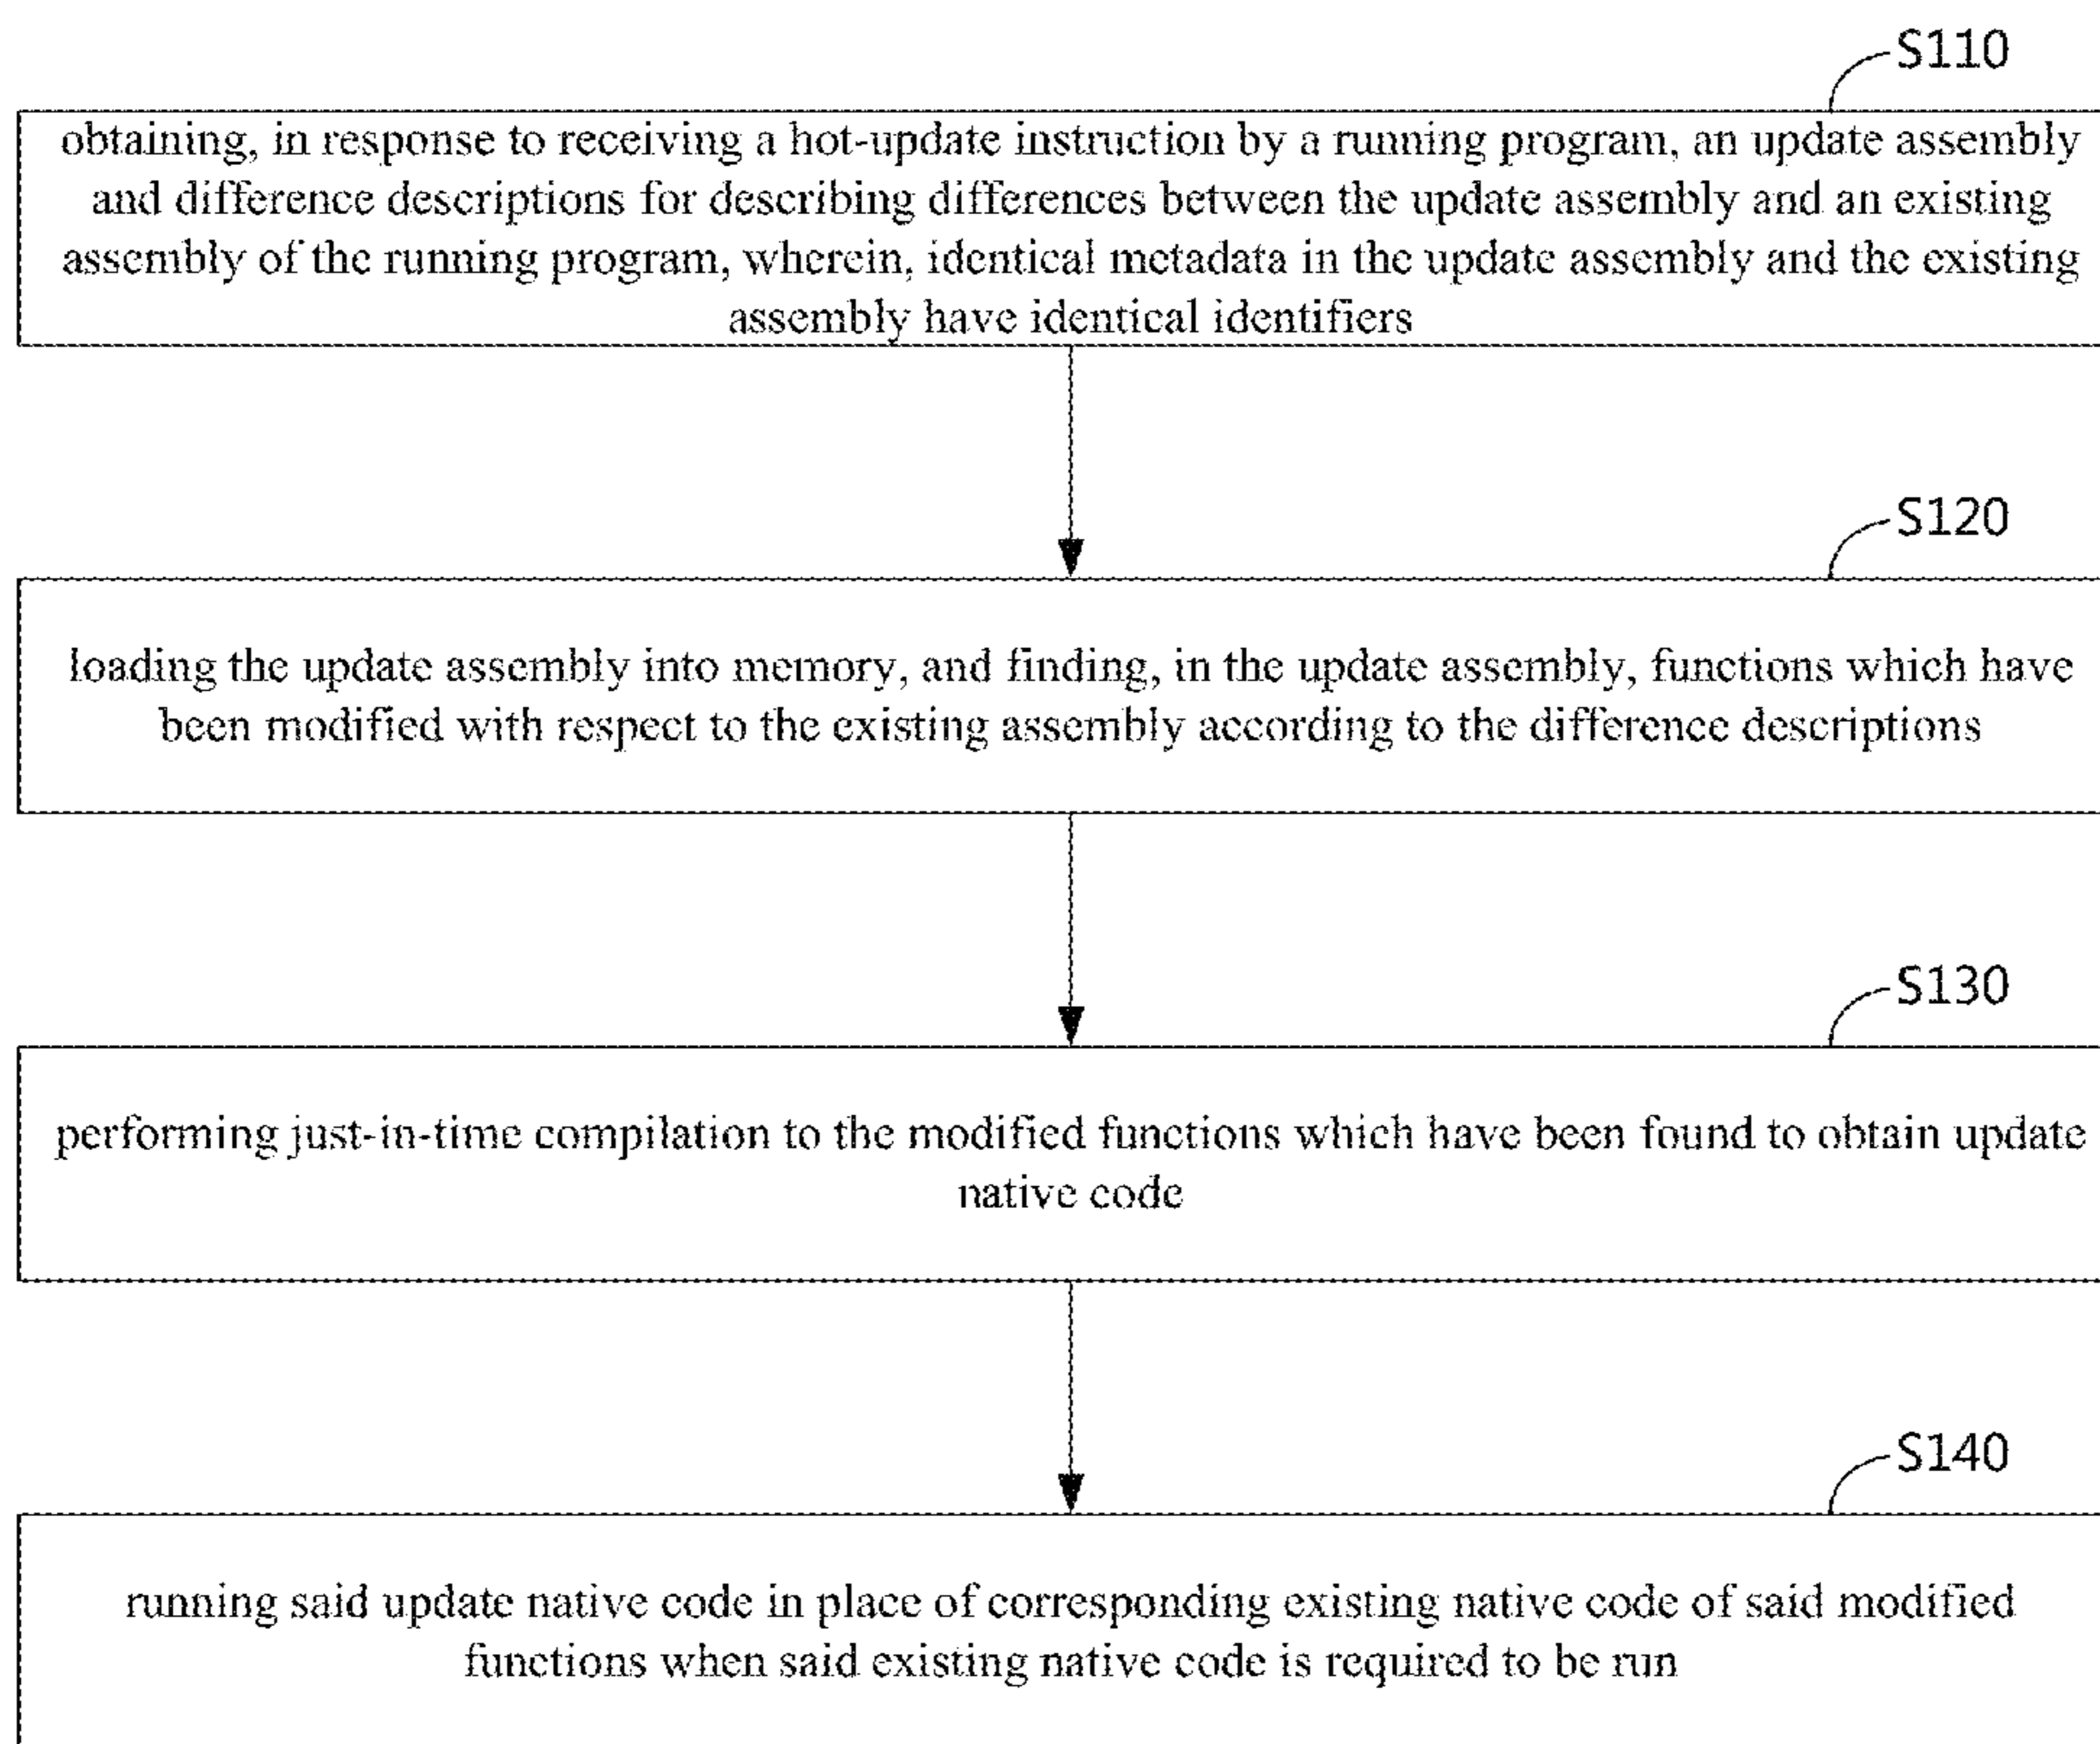 S110
obtaining, in response to receiving a hot-update instruction by a running program, an update assembly
and difference descriptions for describing differences between the update assembly and an existing
assembly of the running program, wherein, identical metadata in the update assembly and the existing
assembly have identical identifiers
S120
loading the update assembly into memory, and finding, in the update assembly, functions which have
been modified with respect to the existing assembly according to the difference descriptions
S130
performing just-in-time compilation to the modified functions which have been found to obtain update
native code
S140
running said update native code in place of corresponding existing native code of said modified
functions when said existing native code is required to be run